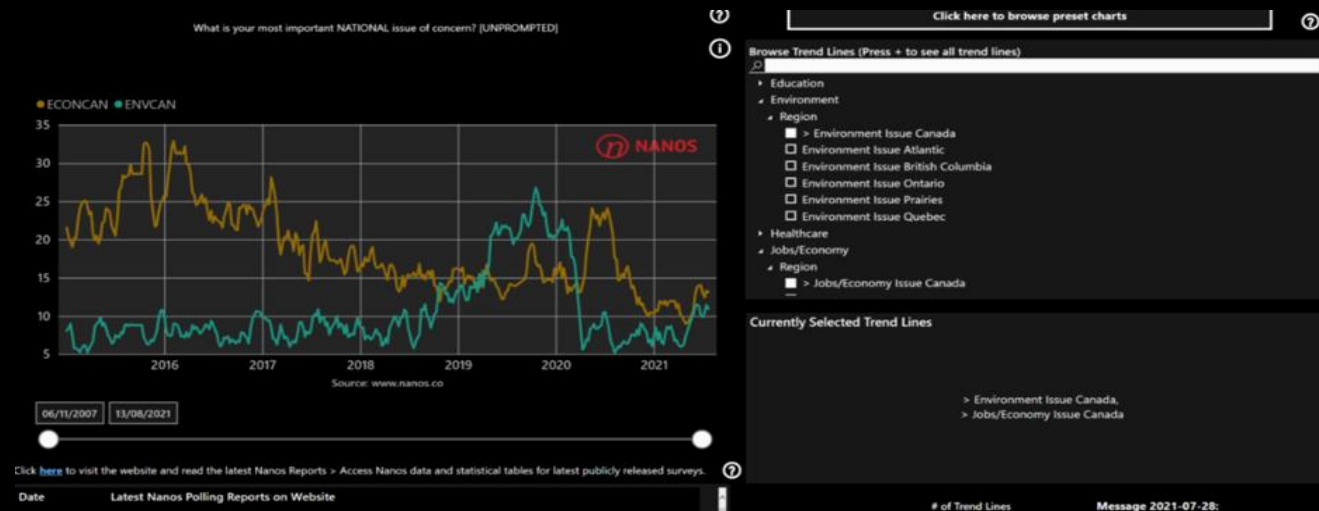 What is your most important NATIONAL issue of concern? [UNPROMPTED]
ECONCAN ENVCAN
35
30
25
20
15
10
5
NANOS
2016 2017 2018 2019 2020 2021
Source: www.nanos.co
06/11/2007 13/08/2021
Click here to visit the website and read the latest Nanos Reports > Access Nanos data and statistical tables for latest publicly released surveys.
Date Latest Nanos Polling Reports on Website
Click here to browse preset charts
Browse Trend Lines (Press + to see all trend lines)
Education
Environment
Region
> Environment Issue Canada
Environment Issue Atlantic
Environment Issue British Columbia
Environment Issue Ontario
Environment Issue Prairies
Environment Issue Quebec
Healthcare
Jobs/Economy
Region
> Jobs/Economy Issue Canada
Currently Selected Trend Lines
> Environment Issue Canada,
> Jobs/Economy Issue Canada
# of Trend Lines
Message 2021-07-28: